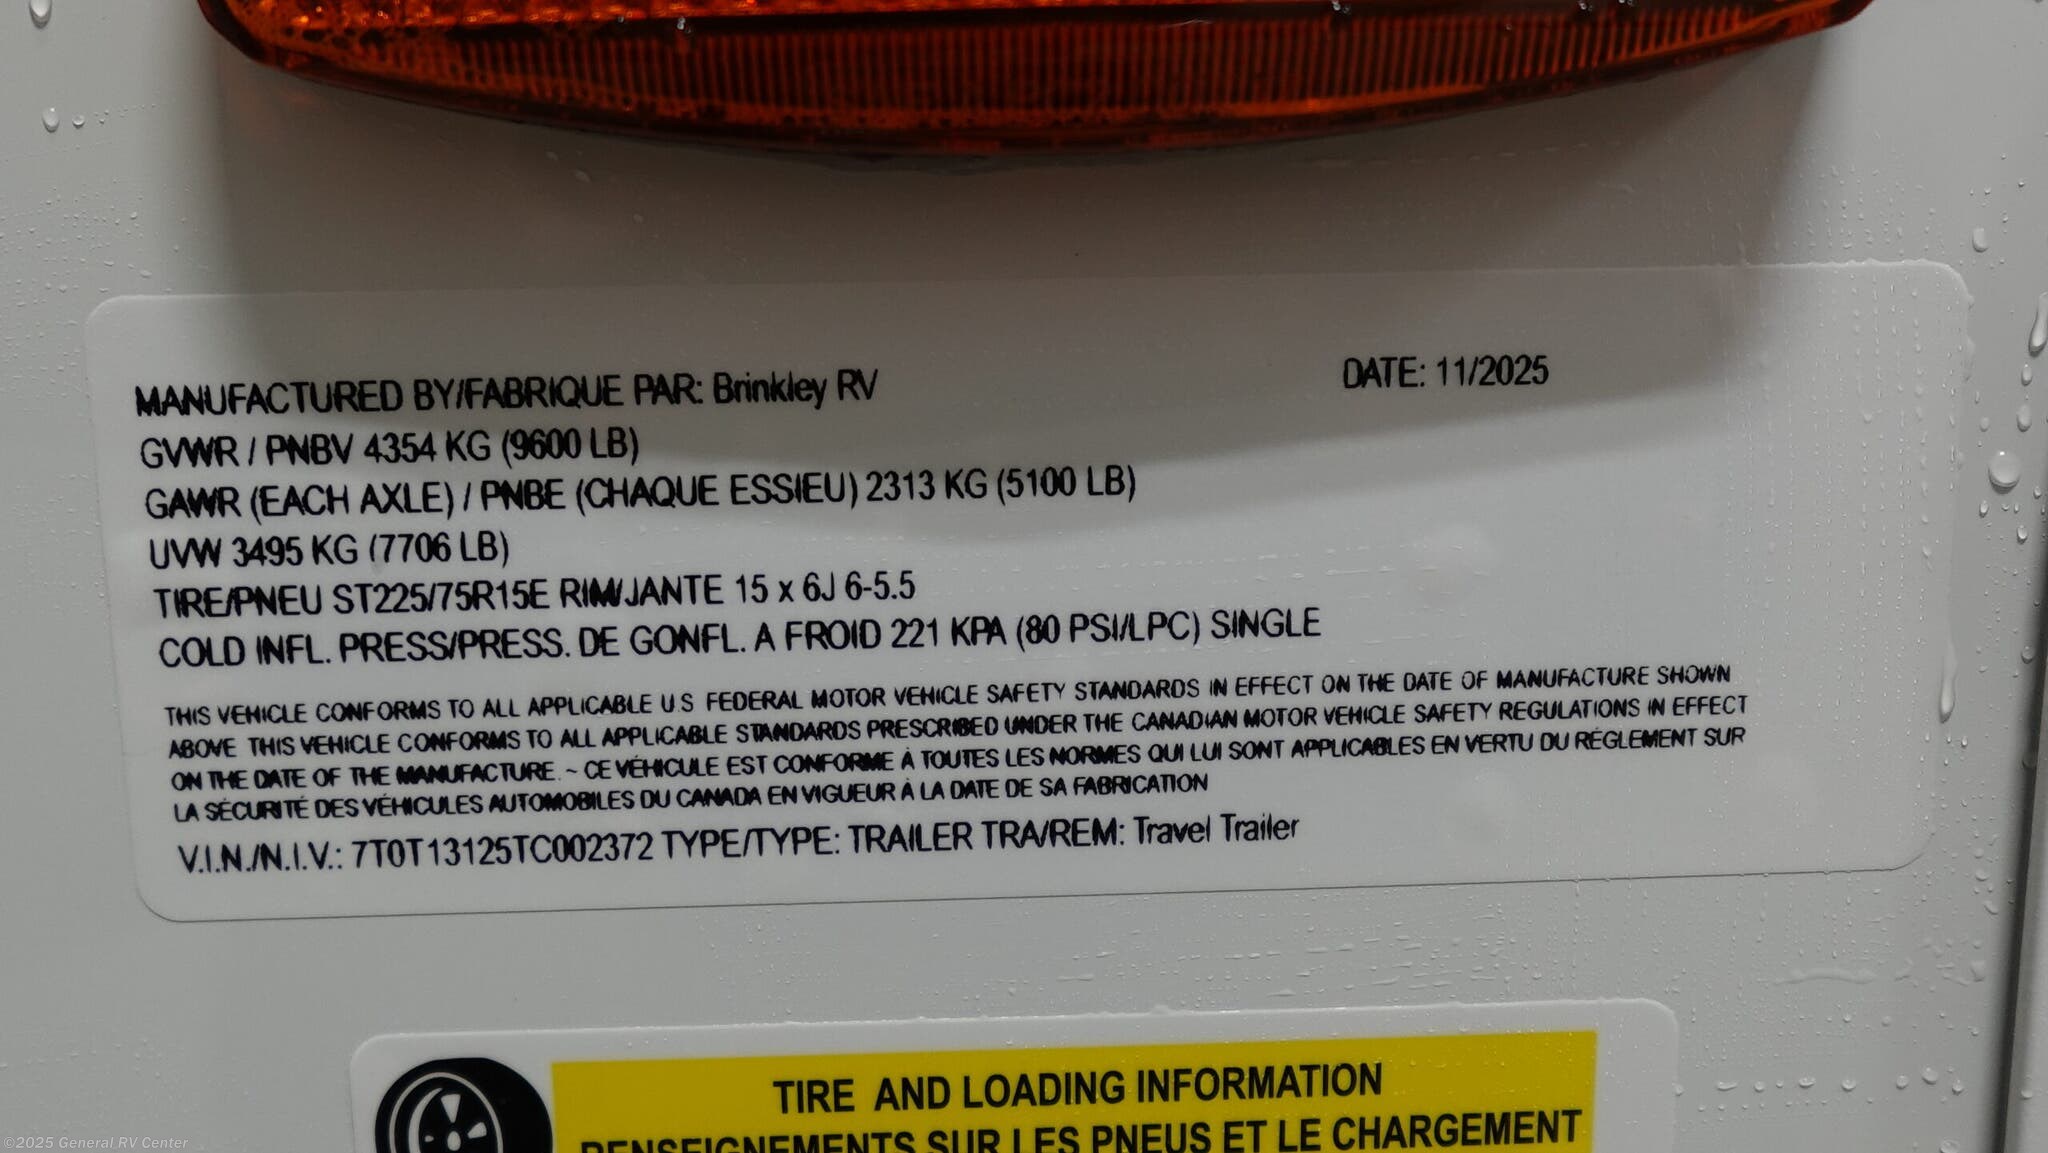 MANUFACTURED BY/FABRIQUE PAR: Brinkley RV DATE: 11/2025
GVWR / PNBV 4354 KG (9600 LB)
GAWR (EACH AXLE) / PNBE (CHAQUE ESSIEU) 2313 KG (5100 LB)
UVW 3495 KG (7706 LB)
TIRE/PNEU ST225/75R15E RIM/JANTE 15 x 6J 6-5.5
COLD INFL. PRESS/PRESS. DE GONFL. A FROID 221 KPA (80 PSI/LPC) SINGLE
THIS VEHICLE CONFORMS TO ALL APPLICABLE U.S FEDERAL MOTOR VEHICLE SAFETY STANDARDS IN EFFECT ON THE DATE OF MANUFACTURE SHOWN
ABOVE THIS VEHICLE CONFORMS TO ALL APPLICABLE STANDARDS PRESCRIBED UNDER THE CANADIAN MOTOR VEHICLE SAFETY REGULATIONS IN EFFECT
ON THE DATE OF THE MANUFACTURE. ~ CE VÉHICULE EST CONFORME À TOUTES LES NORMES QUI LUI SONT APPLICABLES EN VERTU DU RÉGLEMENT SUR
LA SÉCURITÉ DES VÉHICULES AUTOMOBILES DU CANADA EN VIGUEUR À LA DATE DE SA FABRICATION
V.I.N./N.I.V.: 7T0T13125TC002372 TYPE/TYPE: TRAILER TRA/REM: Travel Trailer
TIRE AND LOADING INFORMATION
RENSEIGNEMENTS SUR LES PNEUS ET LE CHARGEMENT
©2025 General RV Center